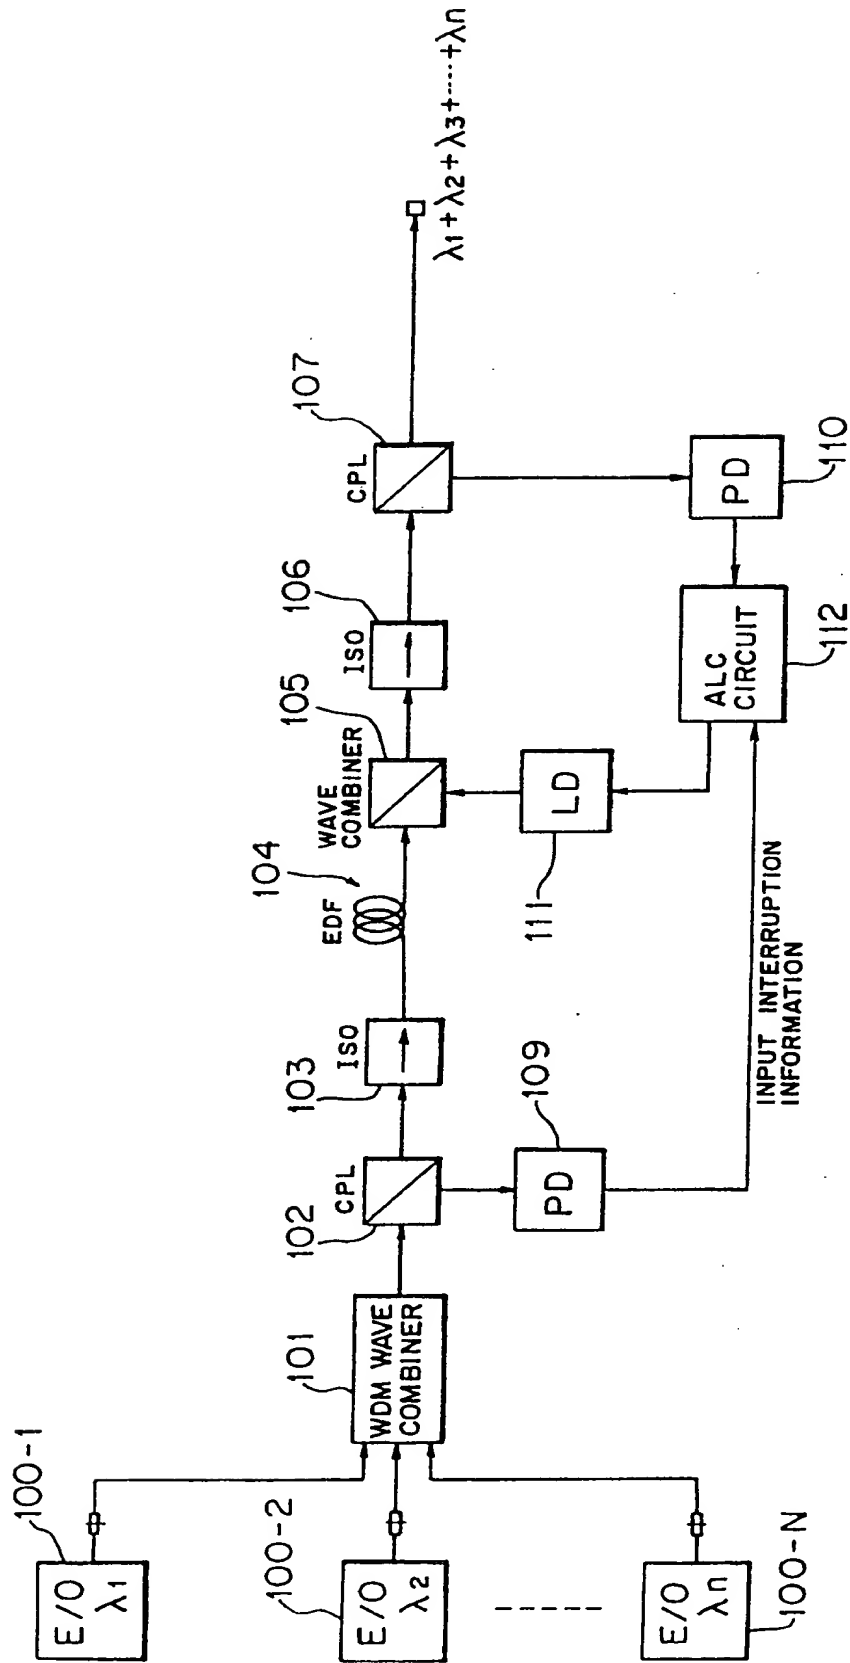 100-1
E/O
λ1
100-2
E/O
λ2
100-N
E/O
λn
101
WDM WAVE
COMBINER
102
CPL
109
PD
103
ISO
104
EDF
105
WAVE
COMBINER
111
LD
106
ISO
107
CPL
110
PD
112
ALC
CIRCUIT
INPUT INTERRUPTION
INFORMATION
λ1+λ2+λ3+----+λn